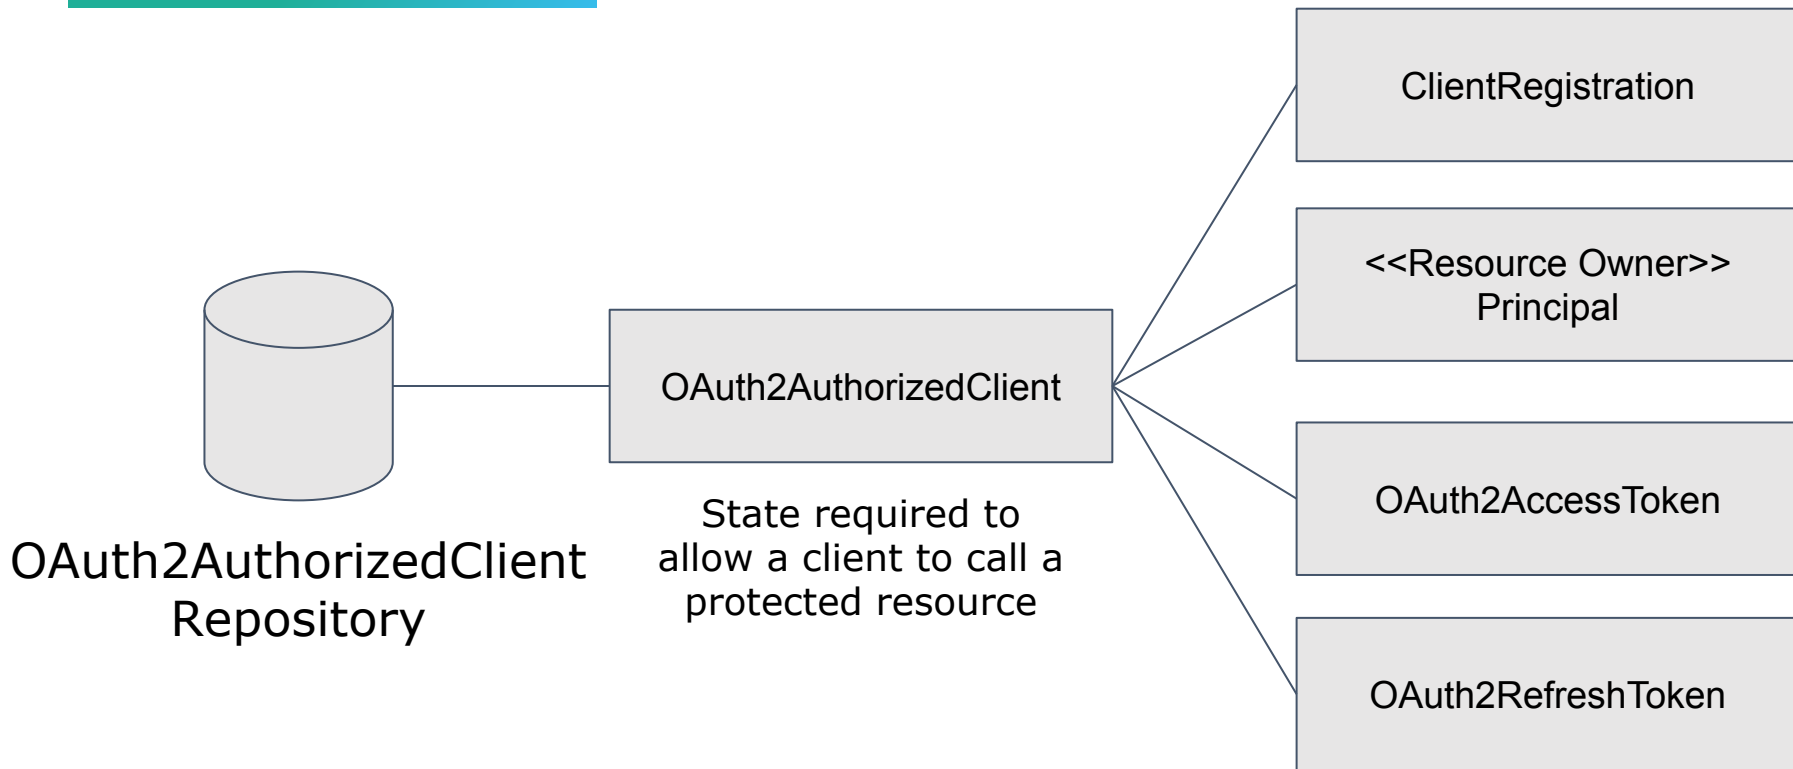 OAuth2AuthorizedClient
Repository
OAuth2AuthorizedClient
State required to
allow a client to call a
protected resource
ClientRegistration
<<Resource Owner>>
Principal
OAuth2AccessToken
OAuth2RefreshToken